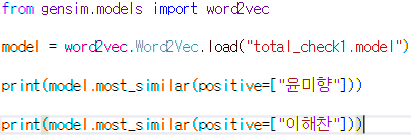 from gensim.models import word2vec
model = word2vec.Word2Vec.load("total_check1.model")
print(model.most_similar(positive=["윤미향"]))
print(model.most_similar(positive=["이해찬"]))